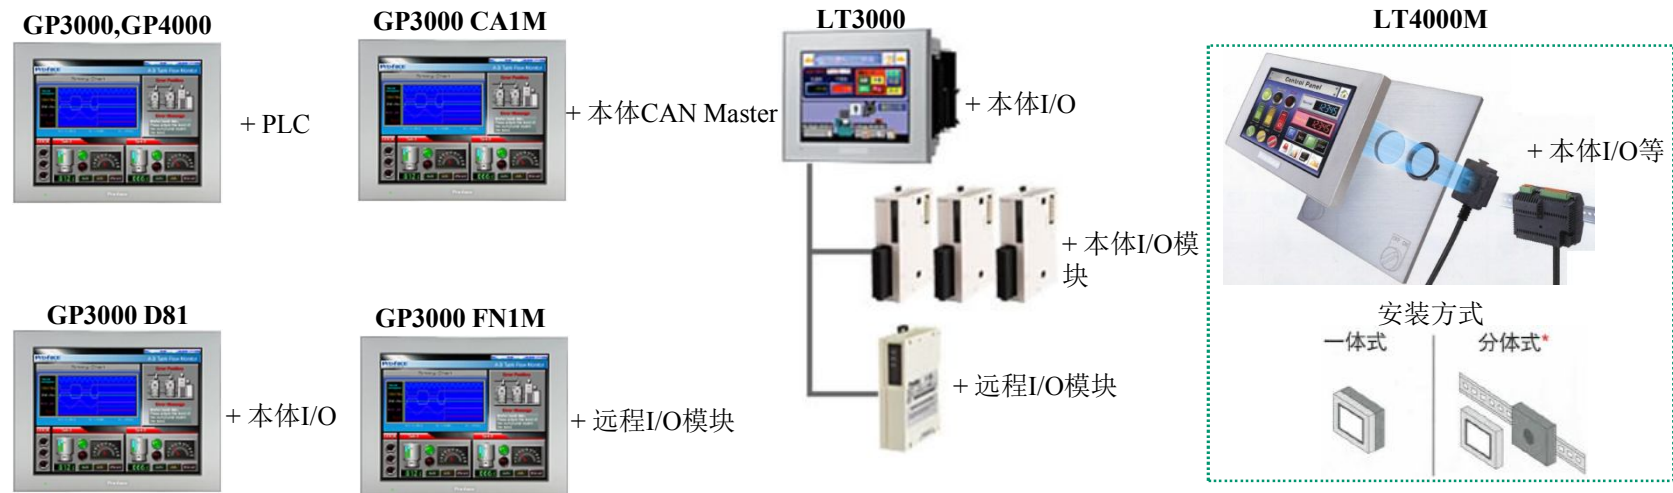 GP3000,GP4000
+ PLC
GP3000 CA1M
+ 本体CAN Master
LT3000
+ 本体I/O
+ 本体I/O模
块
+ 远程I/O模块
LT4000M
Control Panel
+ 本体I/O等
安装方式
一体式
分体式*
GP3000 D81
+ 本体I/O
GP3000 FN1M
+ 远程I/O模块